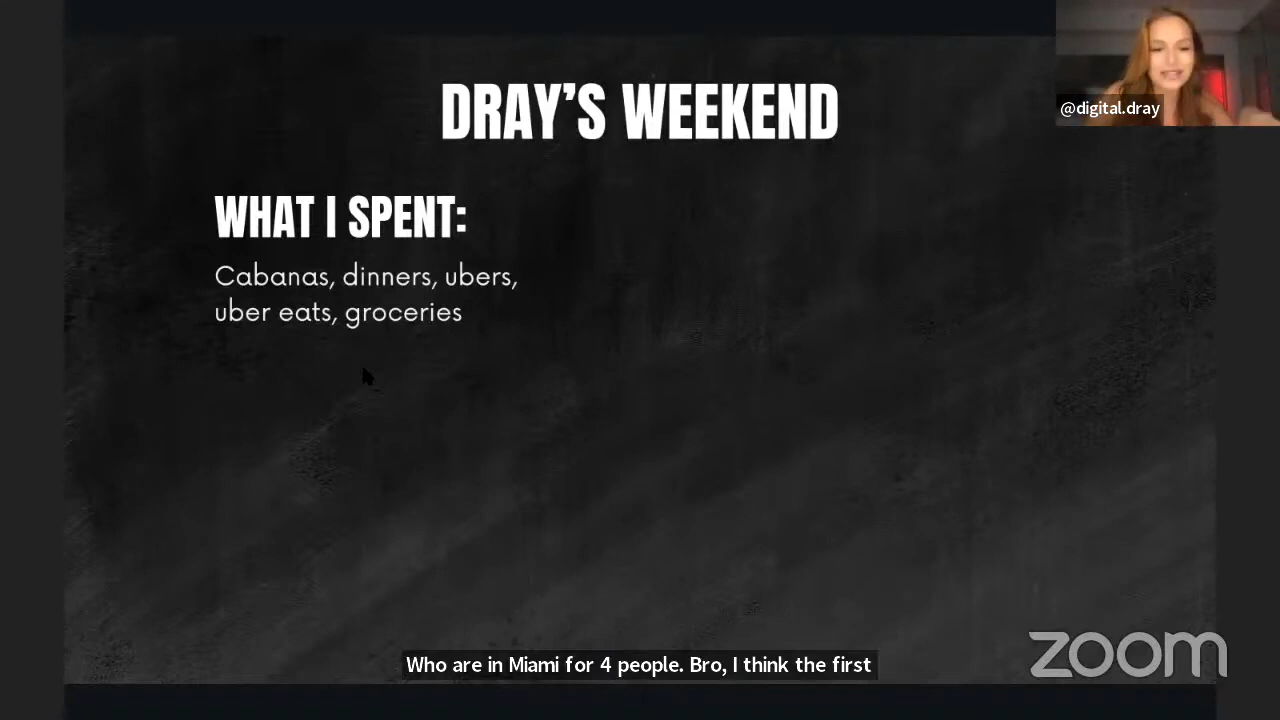 DRAY'S WEEKEND
@digital.dray
WHAT I SPENT:
Cabanas, dinners, ubers,
uber eats, groceries
Who are in Miami for 4 people. Bro, I think the first
zoom